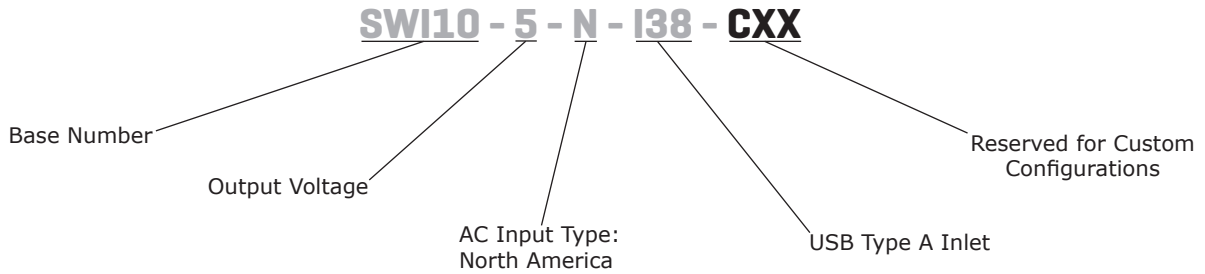 SWI10 - 5 - N - I38 - CXX
Base Number
Output Voltage
AC Input Type:
North America
USB Type A Inlet
Reserved for Custom
Configurations